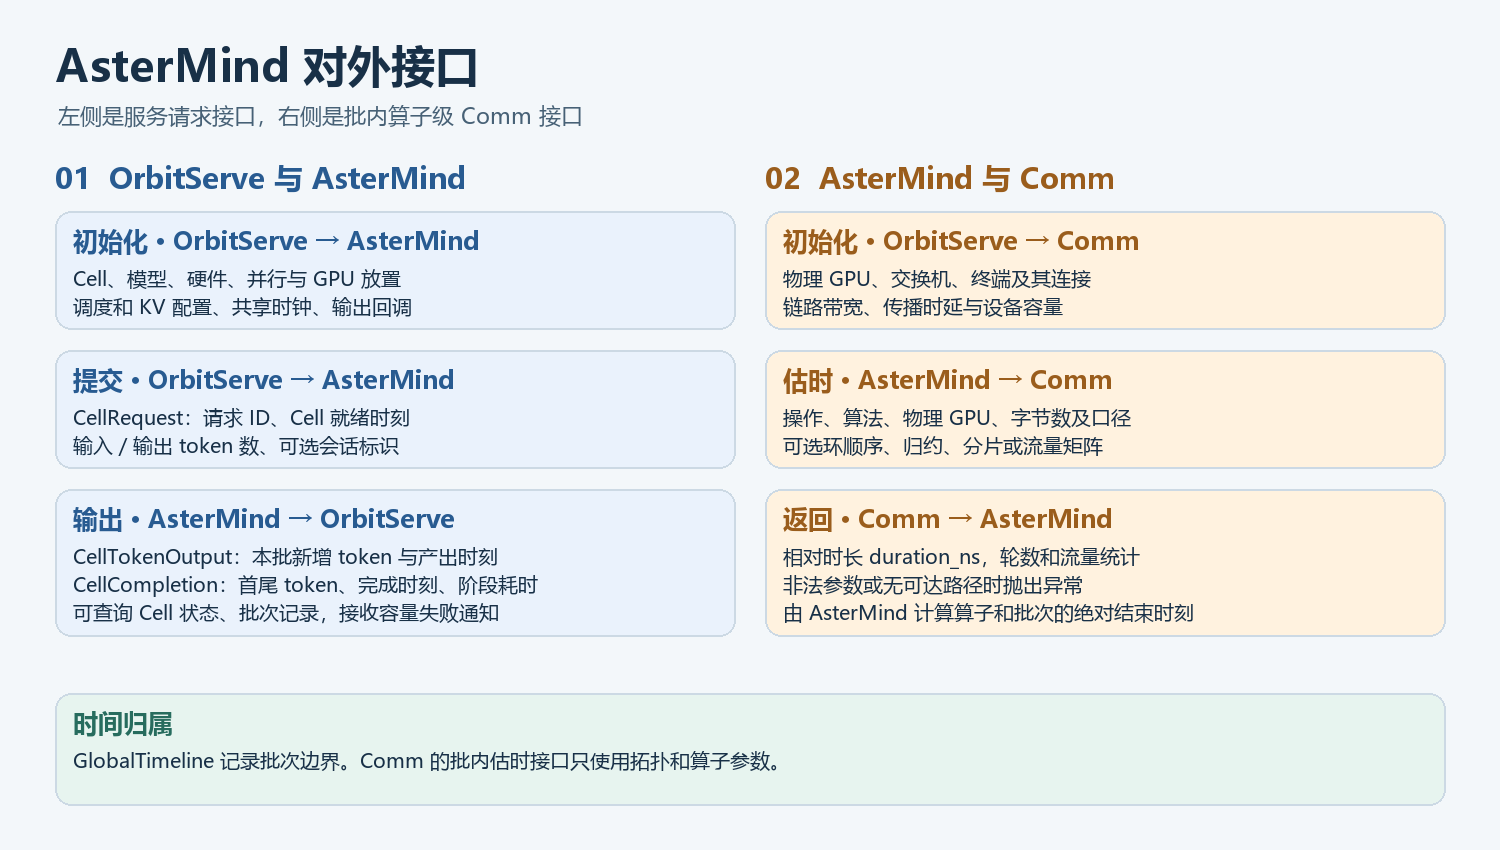 AsterMind 对外接口
左侧是服务请求接口，右侧是批内算子级 Comm 接口
01 OrbitServe 与 AsterMind
初始化 • OrbitServe → AsterMind
Cell、模型、硬件、并行与 GPU 放置
调度和 KV 配置、共享时钟、输出回调
提交 • OrbitServe → AsterMind
CellRequest：请求 ID、Cell 就绪时刻
输入 / 输出 token 数、可选会话标识
输出 • AsterMind → OrbitServe
CellTokenOutput：本批新增 token 与产出时刻
CellCompletion：首尾 token、完成时刻、阶段耗时
可查询 Cell 状态、批次记录，接收容量失败通知
02 AsterMind 与 Comm
初始化 • OrbitServe → Comm
物理 GPU、交换机、终端及其连接
链路带宽、传播时延与设备容量
估时 • AsterMind → Comm
操作、算法、物理 GPU、字节数及口径
可选环顺序、归约、分片或流量矩阵
返回 • Comm → AsterMind
相对时长 duration_ns，轮数和流量统计
非法参数或无可达路径时抛出异常
由 AsterMind 计算算子和批次的绝对结束时刻
时间归属
GlobalTimeline 记录批次边界。Comm 的批内估时接口只使用拓扑和算子参数。